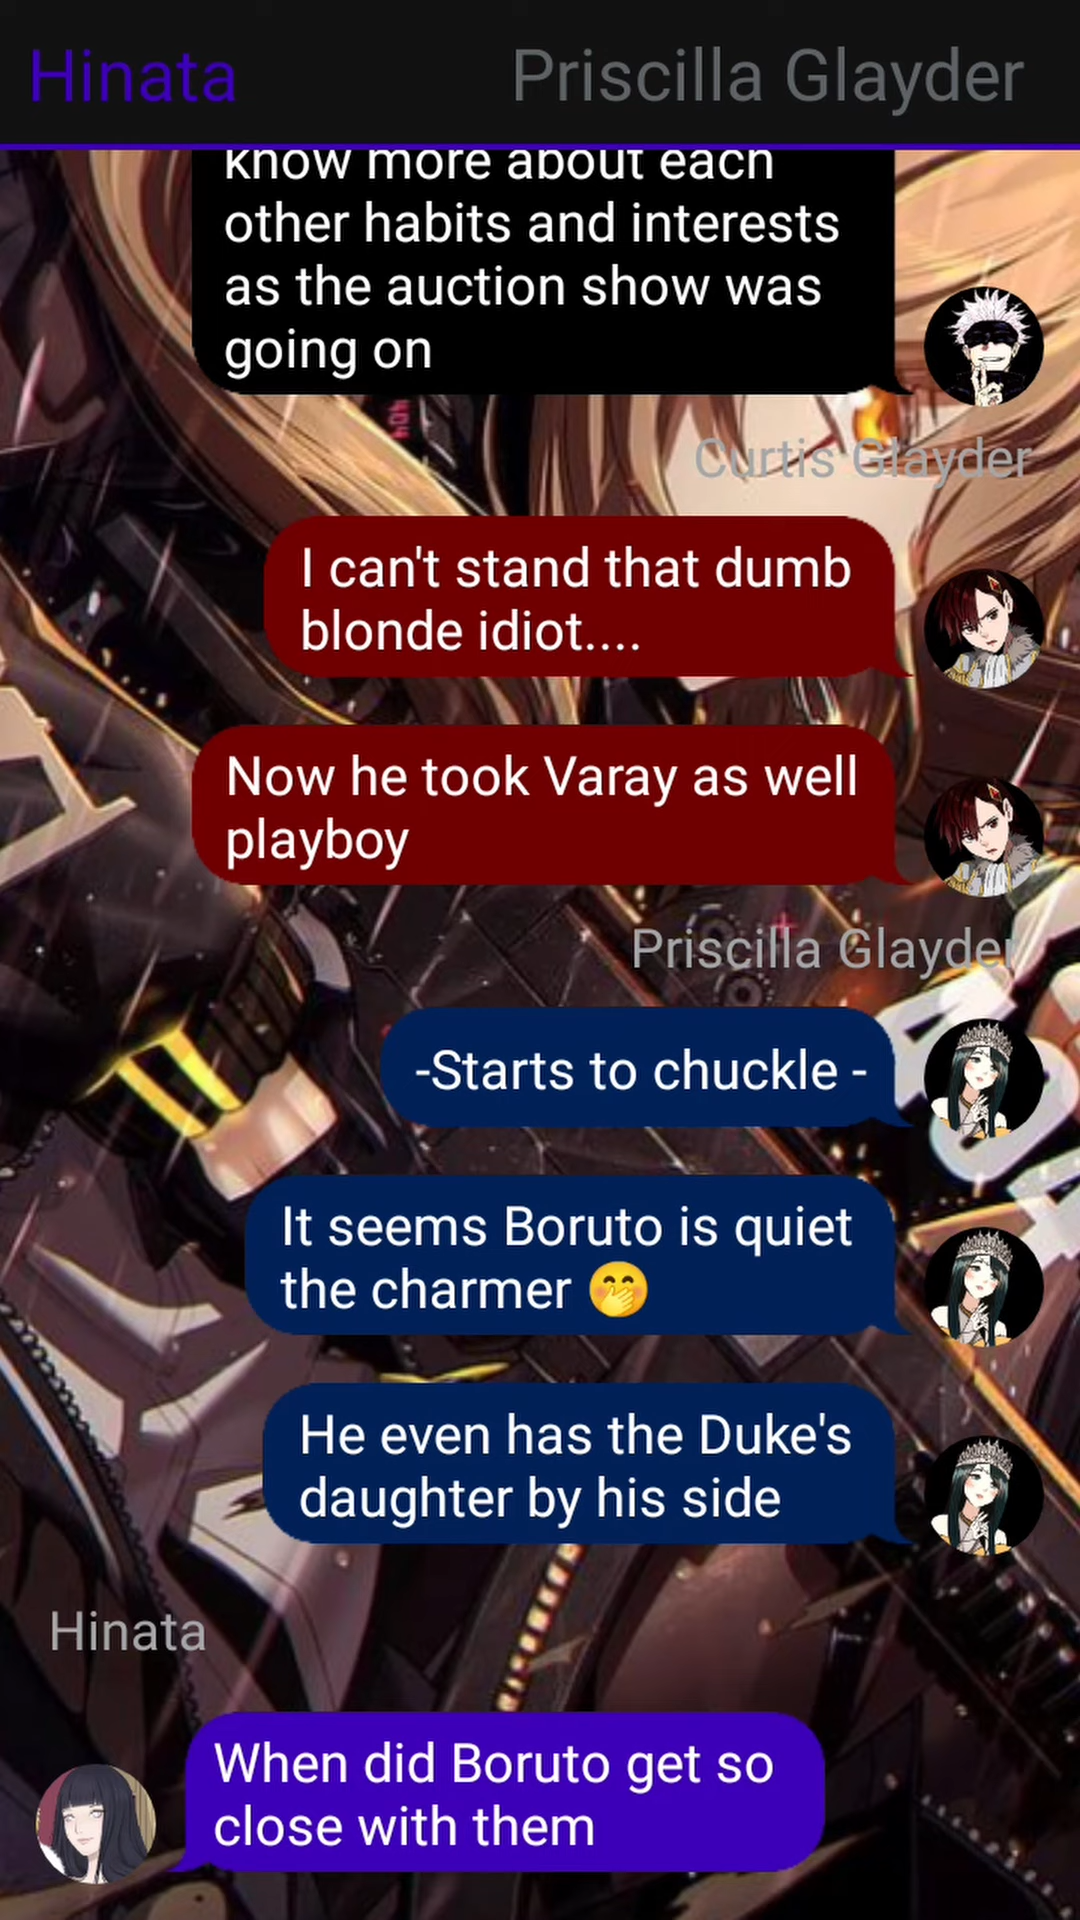 Hinata
Priscilla Glayder
know more about each
other habits and interests
as the auction show was
going on
Curtis Glayder
I can't stand that dumb
blonde idiot....
Now he took Varay as well
playboy
Priscilla Glayder
-Starts to chuckle -
It seems Boruto is quiet
the charmer 🤭
He even has the Duke's
daughter by his side
Hinata
When did Boruto get so
close with them